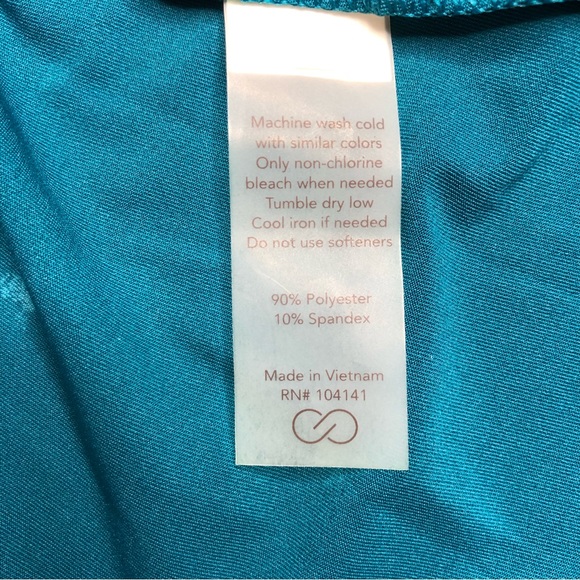 Machine wash cold
with similar colors
Only non-chlorine
bleach when needed
Tumble dry low
Cool iron if needed
Do not use softeners
90% Polyester
10% Spandex
Made in Vietnam
RN# 104141